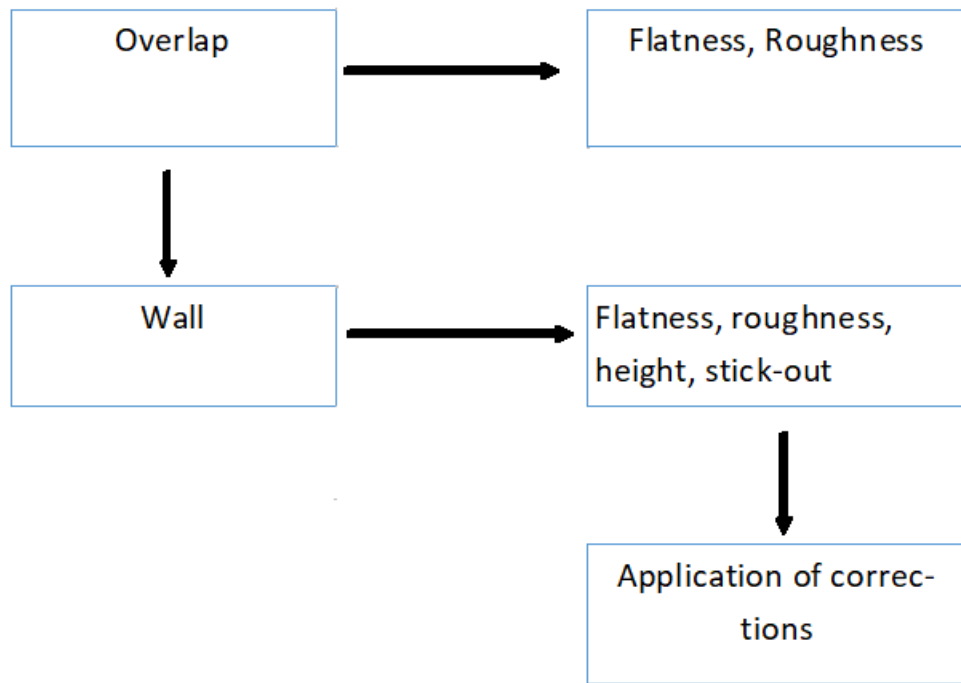 Overlap
Flatness, Roughness
Wall
Flatness, roughness,
height, stick-out
Application of correc-
tions